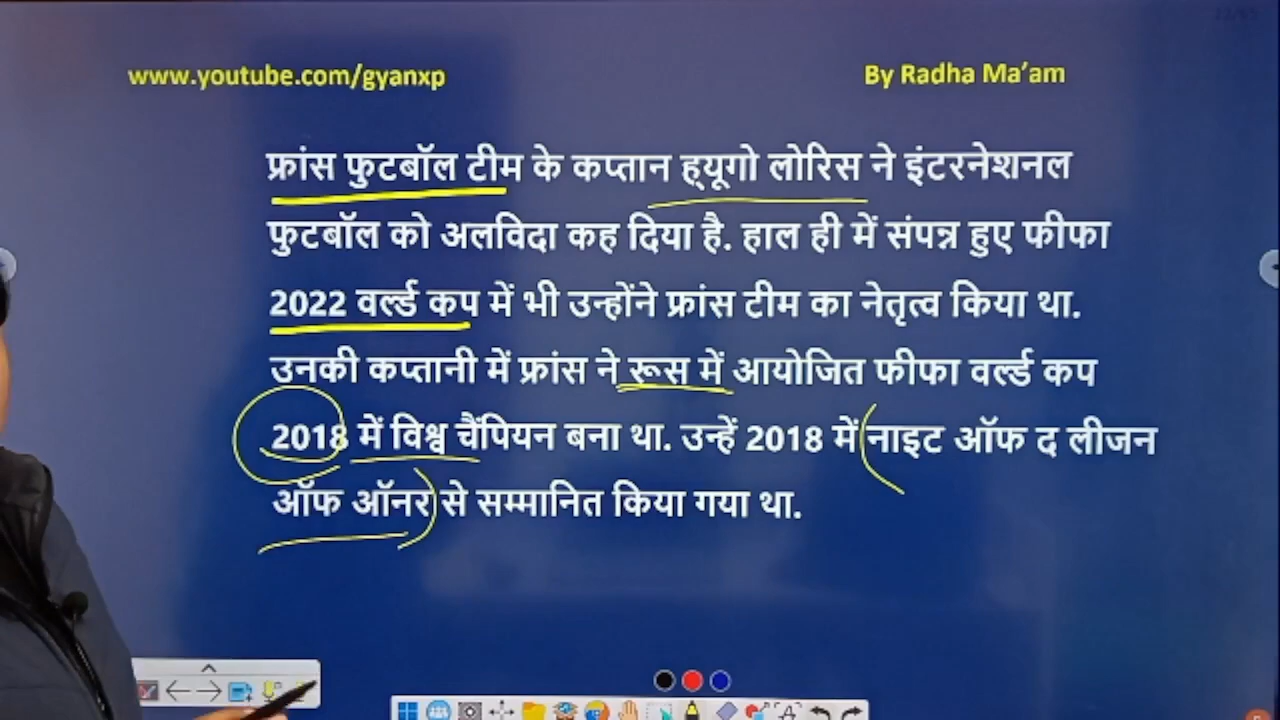 www.youtube.com/gyanxp
By Radha Ma’am
फ्रांस फुटबॉल टीम के कप्तान ह्यूगो लोरिस ने इंटरनेशनल
फुटबॉल को अलविदा कह दिया है. हाल ही में संपन्न हुए फीफा
2022 वर्ल्ड कप में भी उन्होंने फ्रांस टीम का नेतृत्व किया था.
उनकी कप्तानी में फ्रांस ने रूस में आयोजित फीफा वर्ल्ड कप
2018 में विश्व चैंपियन बना था. उन्हें 2018 में नाइट ऑफ द लीजन
ऑफ ऑनर से सम्मानित किया गया था.